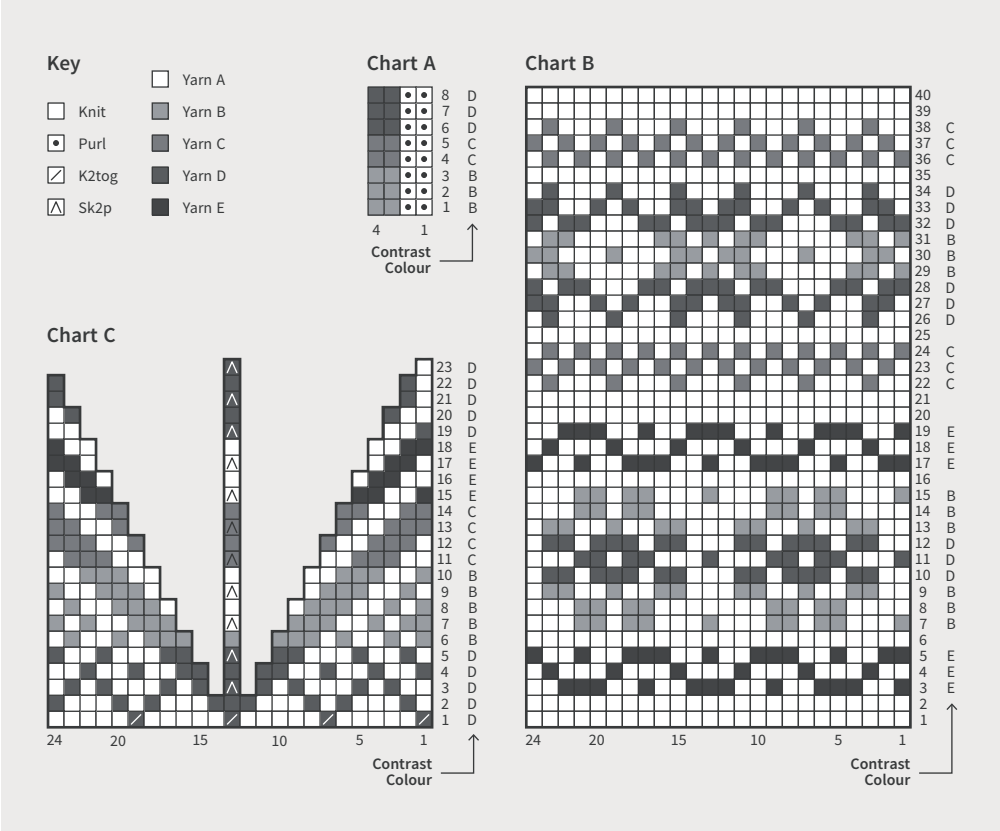 Key
Knit
Purl
K2tog
Sk2p
Yarn A
Yarn B
Yarn C
Yarn D
Yarn E
Chart A
8 D
7 D
6 D
5 C
4 C
3 B
2 B
1 B
4 1
Contrast
Colour
Chart B
40
39
38 C
37 C
36 C
35
34 D
33 D
32 D
31 B
30 B
29 B
28 D
27 D
26 D
25
24 C
23 C
22 C
21
20
19 E
18 E
17 E
16
15 B
14 B
13 B
12 D
11 D
10 D
9 B
8 B
7 B
6
5 E
4 E
3 E
2
1
24 20 15 10 5 1
Contrast
Colour
Chart C
23 D
22 D
21 D
20 D
19 D
18 E
17 E
16 E
15 E
14 C
13 C
12 C
11 C
10 B
9 B
8 B
7 B
6 B
5 D
4 D
3 D
2 D
1 D
24 20 15 10 5 1
Contrast
Colour